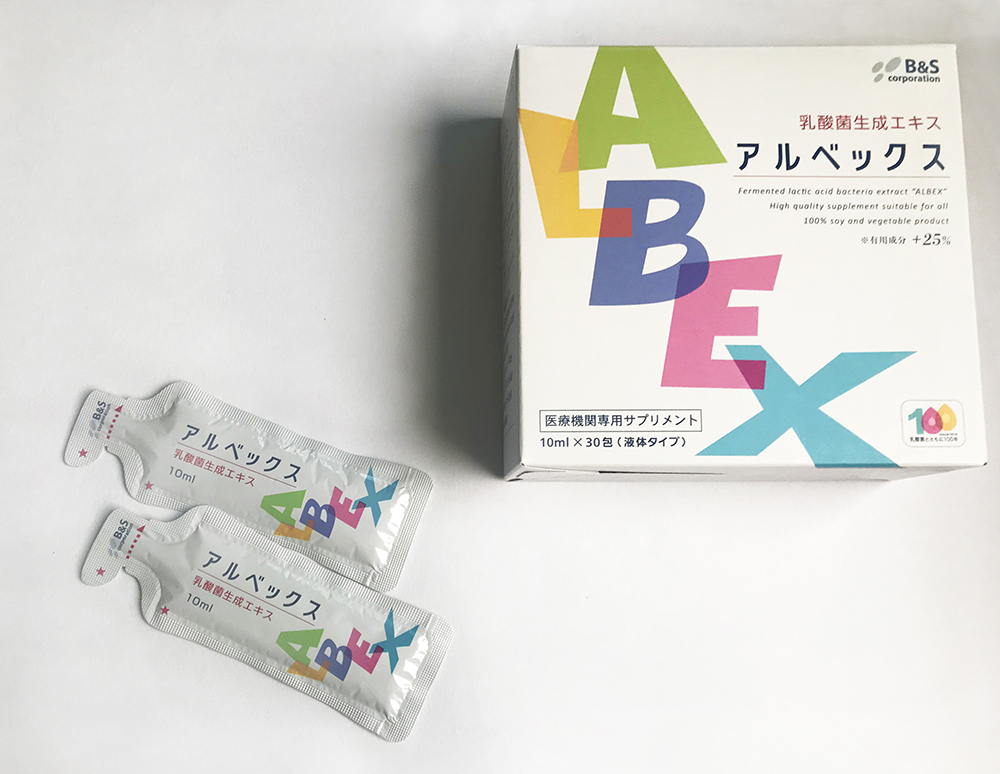 ALBEX
B&S
corporation
乳酸菌生成エキス
アルベックス
Fermented lactic acid bacteria extract "ALBEX"
High quality supplement suitable for all
100% soy and vegetable product
※有用成分 +25%
医療機関専用サプリメント
10ml×30包(液体タイプ)
100
乳酸菌とともに100年
B&S
corporation
アルベックス
乳酸菌生成エキス
10ml
ALBEX
B&S
corporation
アルベックス
乳酸菌生成エキス
10ml
ALBEX